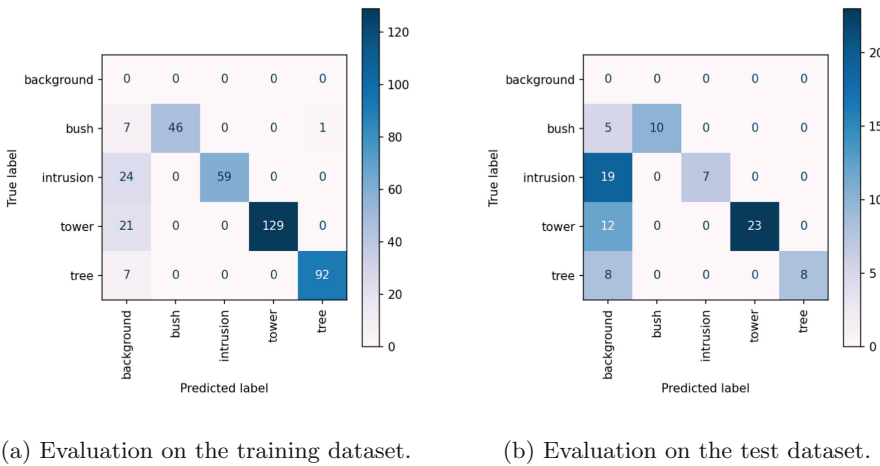 True label
background 0 0 0 0 0
bush 7 46 0 0 1
intrusion 24 0 59 0 0
tower 21 0 0 129 0
tree 7 0 0 0 92
background bush intrusion tower tree
Predicted label
120
100
80
60
40
20
0
(a) Evaluation on the training dataset.
True label
background 0 0 0 0 0
bush 5 10 0 0 0
intrusion 19 0 7 0 0
tower 12 0 0 23 0
tree 8 0 0 0 8
background bush intrusion tower tree
Predicted label
20
15
10
5
0
(b) Evaluation on the test dataset.